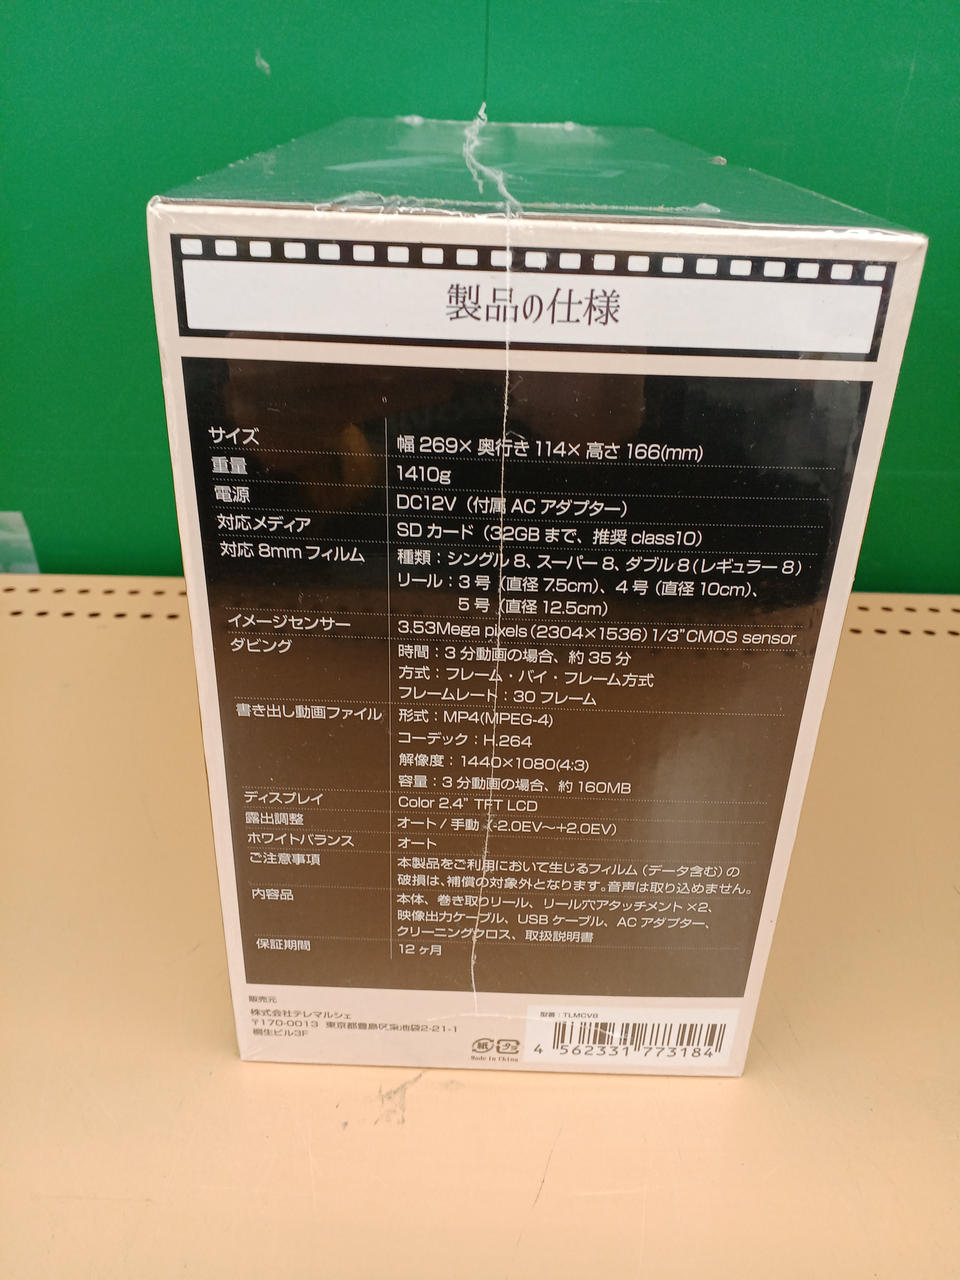 製品の仕様
サイズ 幅 269× 奥行き 114× 高さ 166(mm)
重量 1410g
電源 DC12V（付属 AC アダプター）
対応メディア SD カード（32GB まで、推奨 class10）
対応 8mm フィルム 種類：シングル 8、スーパー 8、ダブル 8（レギュラー 8）
リール：3 号（直径 7.5cm）、4 号（直径 10cm）、
5 号（直径 12.5cm）
イメージセンサー 3.53Mega pixels（2304×1536）1/3"CMOS sensor
ダビング 時間：3 分動画の場合、約 35 分
方式：フレーム・バイ・フレーム方式
フレームレート：30 フレーム
書き出し動画ファイル 形式：MP4(MPEG-4)
コーデック：H.264
解像度：1440×1080(4:3)
容量：3 分動画の場合、約 160MB
ディスプレイ Color 2.4" TFT LCD
露出調整 オート / 手動（-2.0EV～+2.0EV）
ホワイトバランス オート
ご注意事項 本製品をご利用において生じるフィルム（データ含む）の
破損は、補償の対象外となります。音声は取り込めません。
内容品 本体、巻き取りリール、リール穴アタッチメント ×2、
映像出力ケーブル、USB ケーブル、AC アダプター、
クリーニングクロス、取扱説明書
保証期間 12 ヶ月
販売元
株式会社テレマルシェ
〒170-0013 東京都豊島区東池袋2-21-1
桐生ビル3F
紙 プラ
Made in China
型番：TLMCV8
4 562331 773184